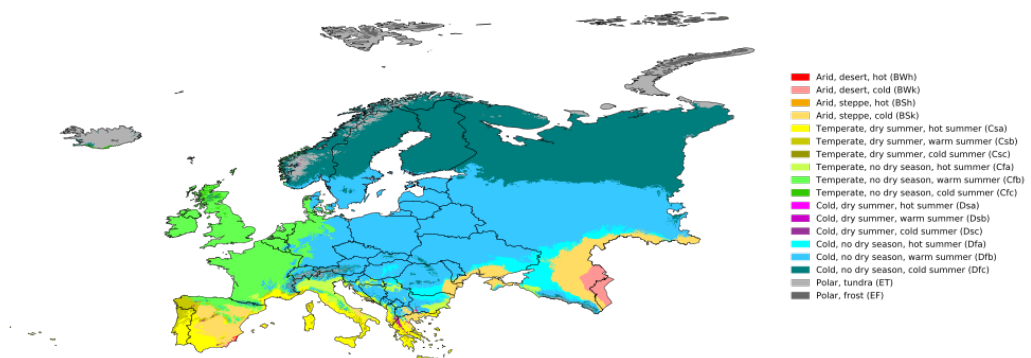 Arid, desert, hot (BWh)
Arid, desert, cold (BWk)
Arid, steppe, hot (BSh)
Arid, steppe, cold (BSk)
Temperate, dry summer, hot summer (Csa)
Temperate, dry summer, warm summer (Csb)
Temperate, dry summer, cold summer (Csc)
Temperate, no dry season, hot summer (Cfa)
Temperate, no dry season, warm summer (Cfb)
Temperate, no dry season, cold summer (Cfc)
Cold, dry summer, hot summer (Dsa)
Cold, dry summer, warm summer (Dsb)
Cold, dry summer, cold summer (Dsc)
Cold, no dry season, hot summer (Dfa)
Cold, no dry season, warm summer (Dfb)
Cold, no dry season, cold summer (Dfc)
Polar, tundra (ET)
Polar, frost (EF)